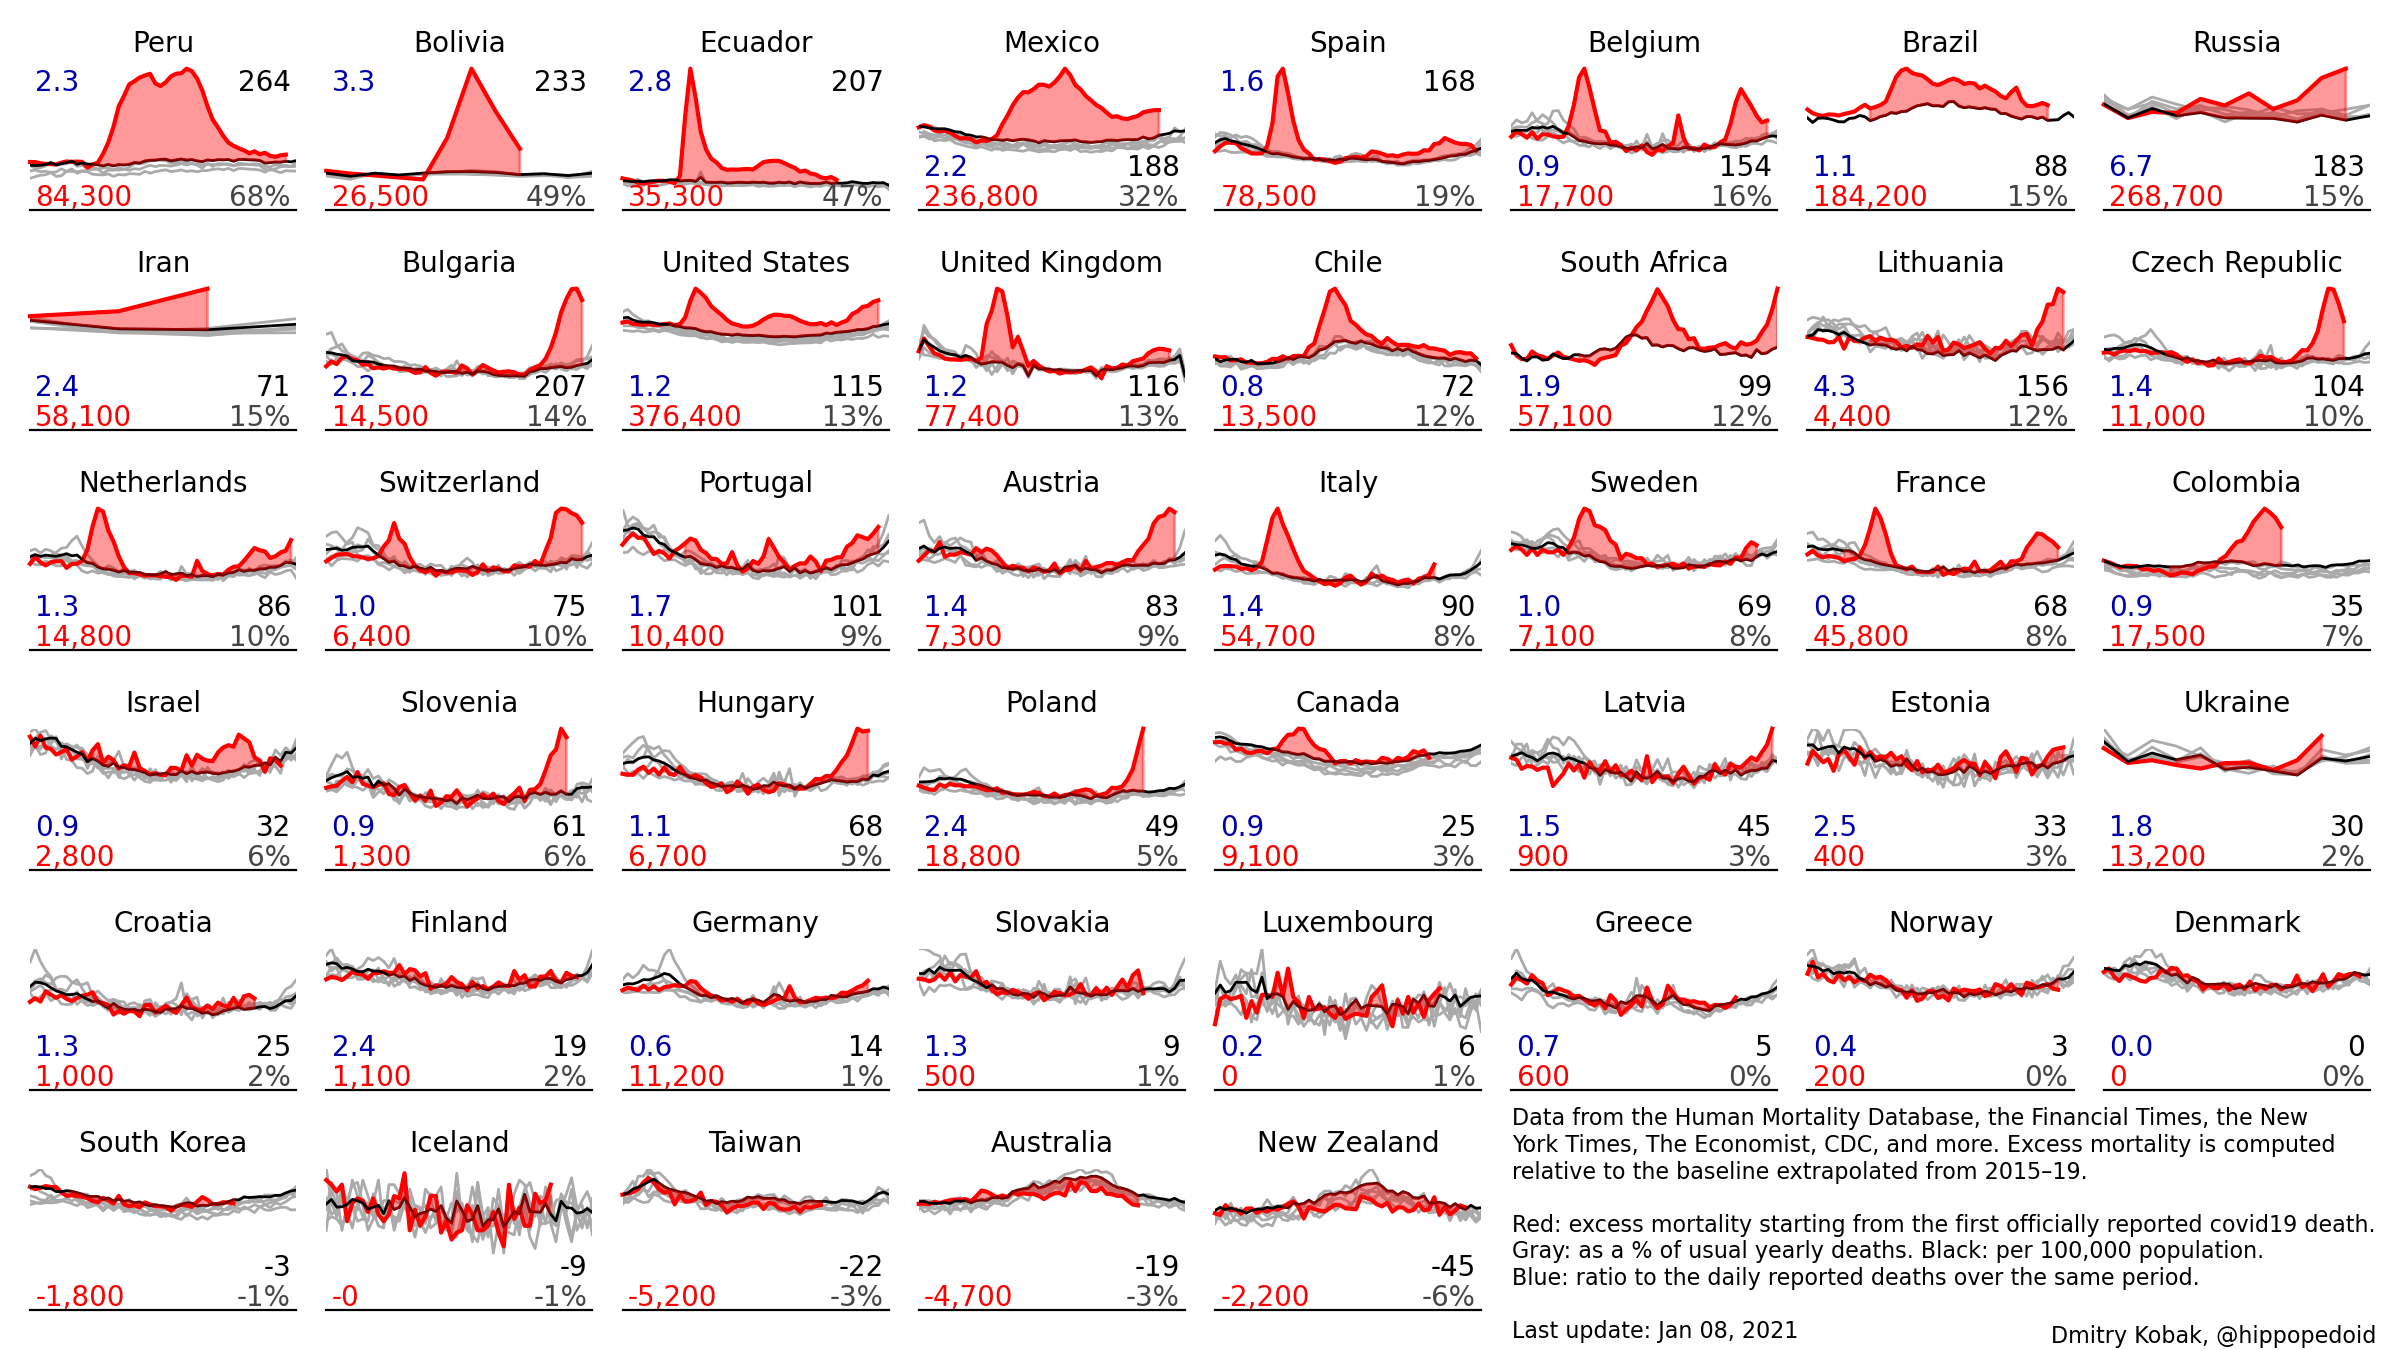 Peru Bolivia Ecuador Mexico Spain Belgium Brazil Russia
2.3 264 3.3 233 2.8 207 1.6 168
2.2 188 0.9 154 1.1 88 6.7 183
84,300 68% 26,500 49% 35,300 47% 236,800 32% 78,500 19% 17,700 16% 184,200 15% 268,700 15%
Iran Bulgaria United States United Kingdom Chile South Africa Lithuania Czech Republic
2.4 71 2.2 207 1.2 115 1.2 116 0.8 72 1.9 99 4.3 156 1.4 104
58,100 15% 14,500 14% 376,400 13% 77,400 13% 13,500 12% 57,100 12% 4,400 12% 11,000 10%
Netherlands Switzerland Portugal Austria Italy Sweden France Colombia
1.3 86 1.0 75 1.7 101 1.4 83 1.4 90 1.0 69 0.8 68 0.9 35
14,800 10% 6,400 10% 10,400 9% 7,300 9% 54,700 8% 7,100 8% 45,800 8% 17,500 7%
Israel Slovenia Hungary Poland Canada Latvia Estonia Ukraine
0.9 32 0.9 61 1.1 68 2.4 49 0.9 25 1.5 45 2.5 33 1.8 30
2,800 6% 1,300 6% 6,700 5% 18,800 5% 9,100 3% 900 3% 400 3% 13,200 2%
Croatia Finland Germany Slovakia Luxembourg Greece Norway Denmark
1.3 25 2.4 19 0.6 14 1.3 9 0.2 6 0.7 5 0.4 3 0.0 0
1,000 2% 1,100 2% 11,200 1% 500 1% 0 1% 600 0% 200 0% 0 0%
South Korea Iceland Taiwan Australia New Zealand
-3 -9 -22 -19 -45
-1,800 -1% -0 -1% -5,200 -3% -4,700 -3% -2,200 -6%
Data from the Human Mortality Database, the Financial Times, the New
York Times, The Economist, CDC, and more. Excess mortality is computed
relative to the baseline extrapolated from 2015–19.
Red: excess mortality starting from the first officially reported covid19 death.
Gray: as a % of usual yearly deaths. Black: per 100,000 population.
Blue: ratio to the daily reported deaths over the same period.
Last update: Jan 08, 2021
Dmitry Kobak, @hippopedoid